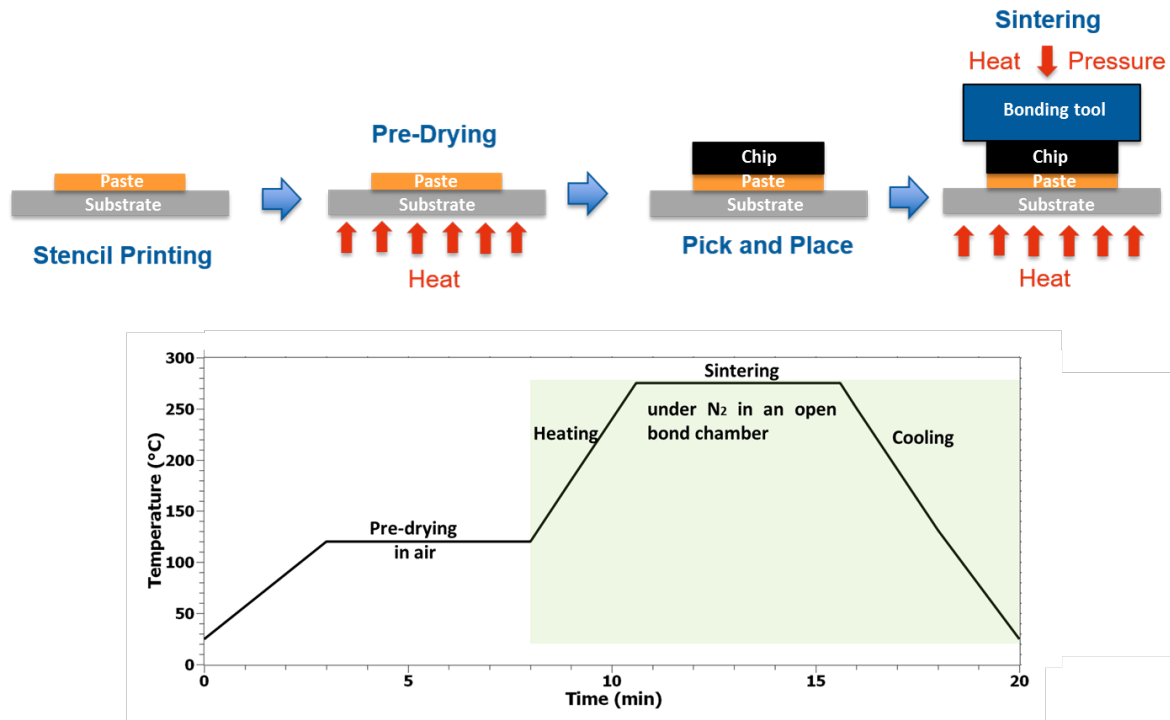 Sintering
Heat Pressure
Bonding tool
Pre-Drying
Chip
Chip
Paste
Paste
Paste
Paste
Substrate
Substrate
Substrate
Substrate
Stencil Printing
Heat
Pick and Place
Heat
300
250
200
150
100
50
0
Temperature (°C)
Sintering
under N2 in an open
bond chamber
Heating
Cooling
Pre-drying
in air
0
5
10
15
20
Time (min)